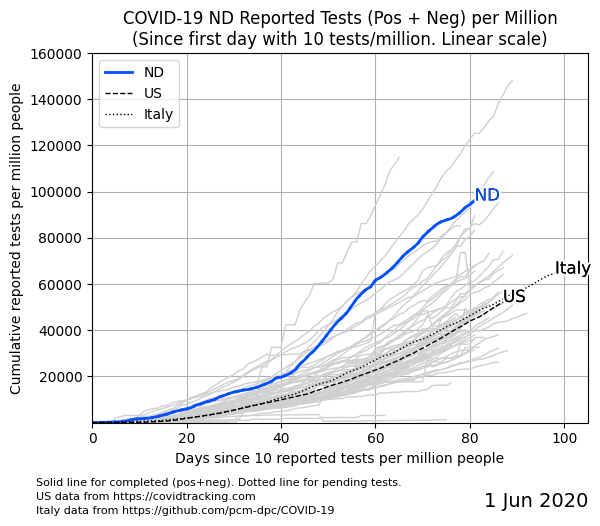 COVID-19 ND Reported Tests (Pos + Neg) per Million
(Since first day with 10 tests/million. Linear scale)
160000
140000
120000
100000
80000
60000
40000
20000
ND
US
Italy
ND
Italy
US
Cumulative reported tests per million people
0 20 40 60 80 100
Days since 10 reported tests per million people
Solid line for completed (pos+neg). Dotted line for pending tests.
US data from https://covidtracking.com
Italy data from https://github.com/pcm-dpc/COVID-19
1 Jun 2020